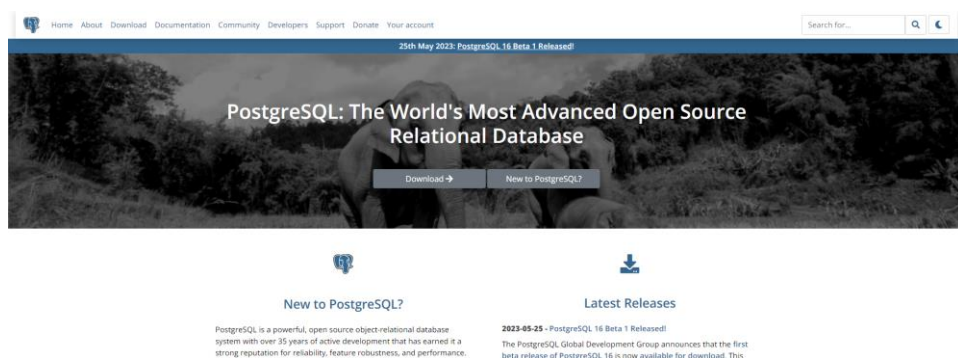 Home About Download Documentation Community Developers Support Donate Your account
Search for...
25th May 2023: PostgreSQL 16 Beta 1 Released!
PostgreSQL: The World's Most Advanced Open Source
Relational Database
Download →
New to PostgreSQL?
New to PostgreSQL?
PostgreSQL is a powerful, open source object-relational database
system with over 35 years of active development that has earned it a
strong reputation for reliability, feature robustness, and performance.
Latest Releases
2023-05-25 - PostgreSQL 16 Beta 1 Released!
The PostgreSQL Global Development Group announces that the first
beta release of PostgreSQL 16 is now available for download. This